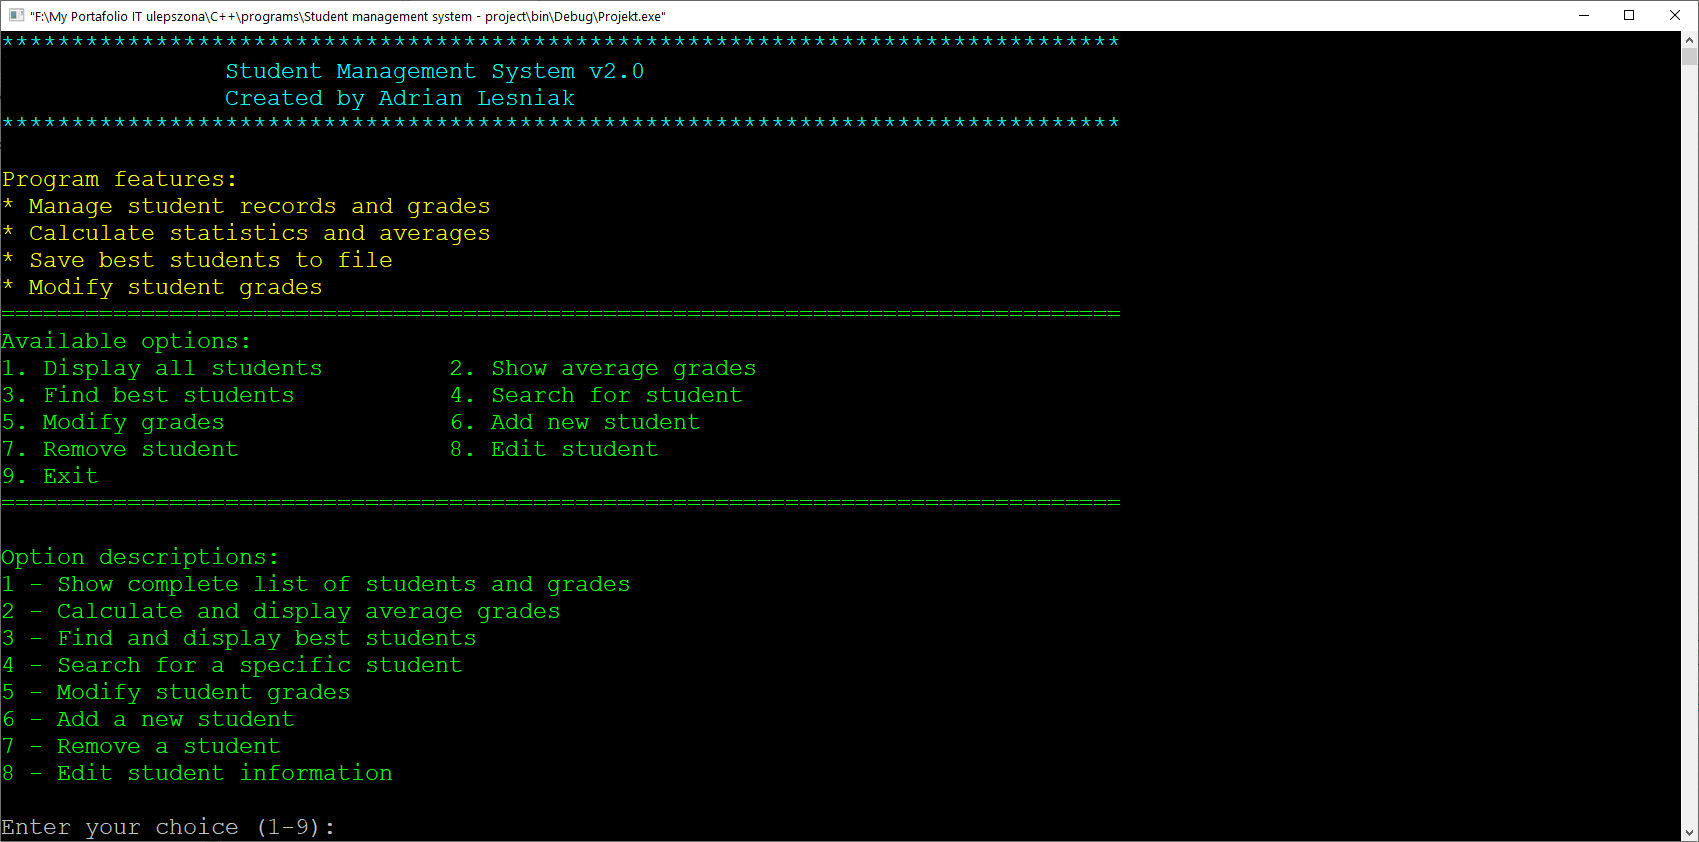 "F:\My Portafolio IT ulepszona\C++\programs\Student management system - project\bin\Debug\Projekt.exe"
********************************************************************************
Student Management System v2.0
Created by Adrian Lesniak
********************************************************************************
Program features:
* Manage student records and grades
* Calculate statistics and averages
* Save best students to file
* Modify student grades
================================================================================
Available options:
1. Display all students         2. Show average grades
3. Find best students           4. Search for student
5. Modify grades                6. Add new student
7. Remove student               8. Edit student
9. Exit
================================================================================
Option descriptions:
1 - Show complete list of students and grades
2 - Calculate and display average grades
3 - Find and display best students
4 - Search for a specific student
5 - Modify student grades
6 - Add a new student
7 - Remove a student
8 - Edit student information
Enter your choice (1-9):